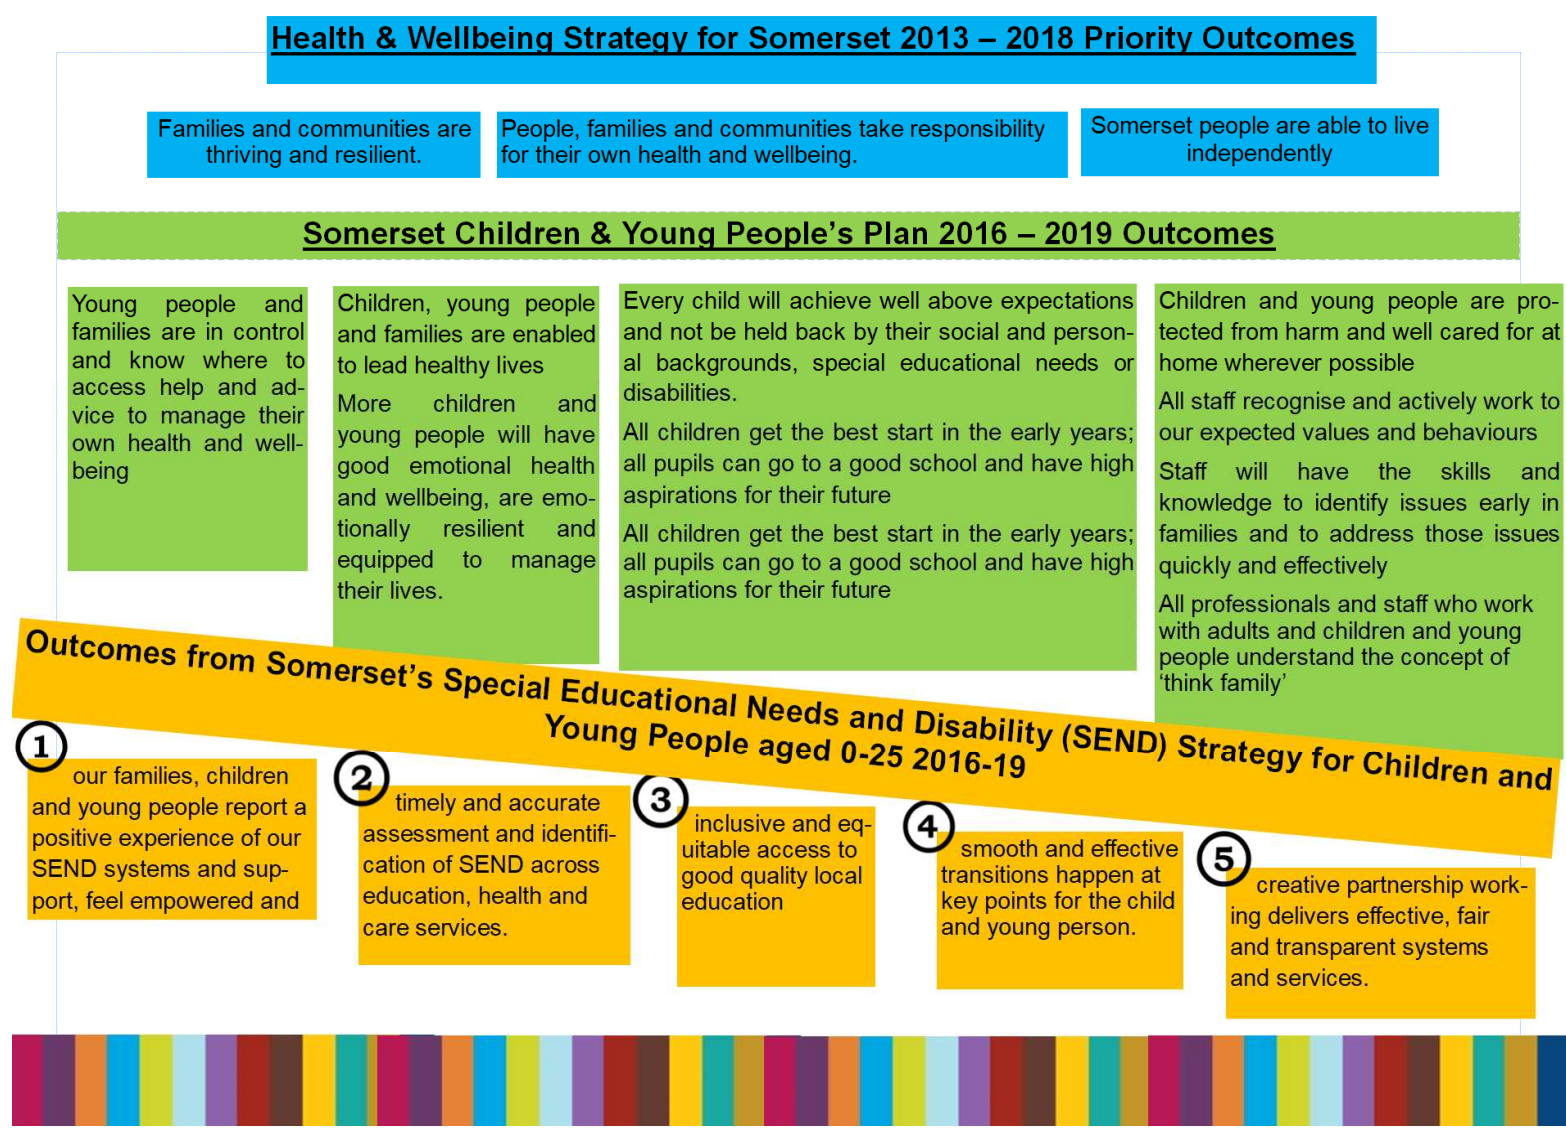 Health & Wellbeing Strategy for Somerset 2013 – 2018 Priority Outcomes
Families and communities are
thriving and resilient.
People, families and communities take responsibility
for their own health and wellbeing.
Somerset people are able to live
independently
Somerset Children & Young People’s Plan 2016 – 2019 Outcomes
Young people and
families are in control
and know where to
access help and ad-
vice to manage their
own health and well-
being
Children, young people
and families are enabled
to lead healthy lives
More children and
young people will have
good emotional health
and wellbeing, are emo-
tionally resilient and
equipped to manage
their lives.
Every child will achieve well above expectations
and not be held back by their social and person-
al backgrounds, special educational needs or
disabilities.
All children get the best start in the early years;
all pupils can go to a good school and have high
aspirations for their future
All children get the best start in the early years;
all pupils can go to a good school and have high
aspirations for their future
Children and young people are pro-
tected from harm and well cared for at
home wherever possible
All staff recognise and actively work to
our expected values and behaviours
Staff will have the skills and
knowledge to identify issues early in
families and to address those issues
quickly and effectively
All professionals and staff who work
with adults and children and young
people understand the concept of
‘think family’
Outcomes from Somerset’s Special Educational Needs and Disability (SEND) Strategy for Children and
Young People aged 0-25 2016-19
1
our families, children
and young people report a
positive experience of our
SEND systems and sup-
port, feel empowered and
2
timely and accurate
assessment and identifi-
cation of SEND across
education, health and
care services.
3
inclusive and eq-
uitable access to
good quality local
education
4
smooth and effective
transitions happen at
key points for the child
and young person.
5
creative partnership work-
ing delivers effective, fair
and transparent systems
and services.